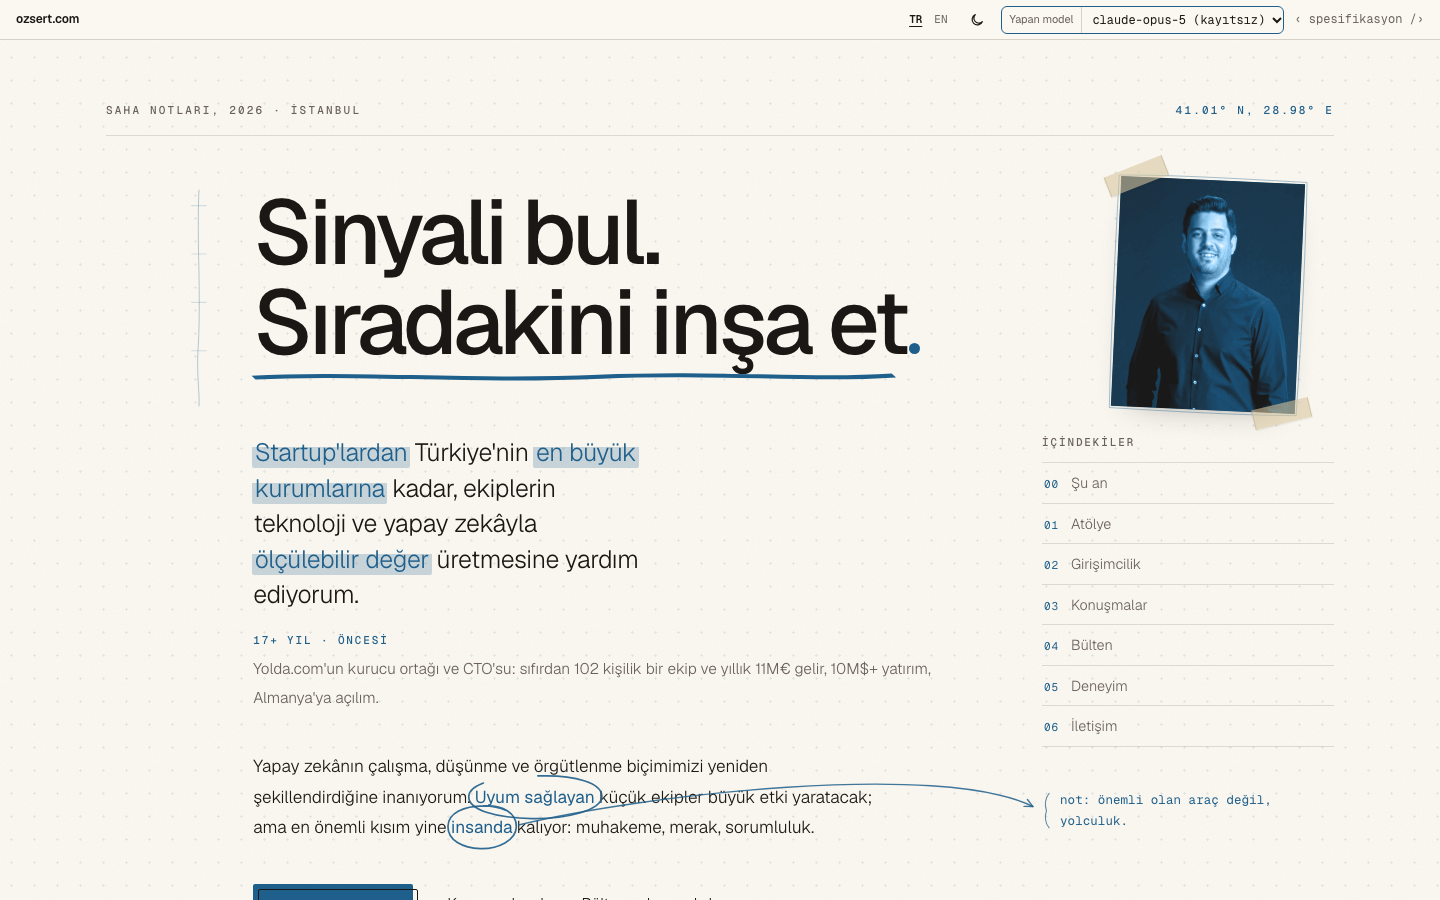 ozsert.com
TR EN
Yapan model claude-opus-5 (kayıtsız)
‹ spesifikasyon /›
SAHA NOTLARI, 2026 · İSTANBUL
41.01° N, 28.98° E
Sinyali bul.
Sıradakini inşa et.
Startup'lardan Türkiye'nin en büyük
kurumlarına kadar, ekiplerin
teknoloji ve yapay zekâyla
ölçülebilir değer üretmesine yardım
ediyorum.
17+ YIL · ÖNCESİ
Yolda.com'un kurucu ortağı ve CTO'su: sıfırdan 102 kişilik bir ekip ve yıllık 11M€ gelir, 10M$+ yatırım,
Almanya'ya açılım.
Yapay zekânın çalışma, düşünme ve örgütlenme biçimimizi yeniden
şekillendirdiğine inanıyorum. Uyum sağlayan küçük ekipler büyük etki yaratacak;
ama en önemli kısım yine insanda kalıyor: muhakeme, merak, sorumluluk.
İÇİNDEKİLER
00 Şu an
01 Atölye
02 Girişimcilik
03 Konuşmalar
04 Bülten
05 Deneyim
06 İletişim
not: önemli olan araç değil,
yolculuk.